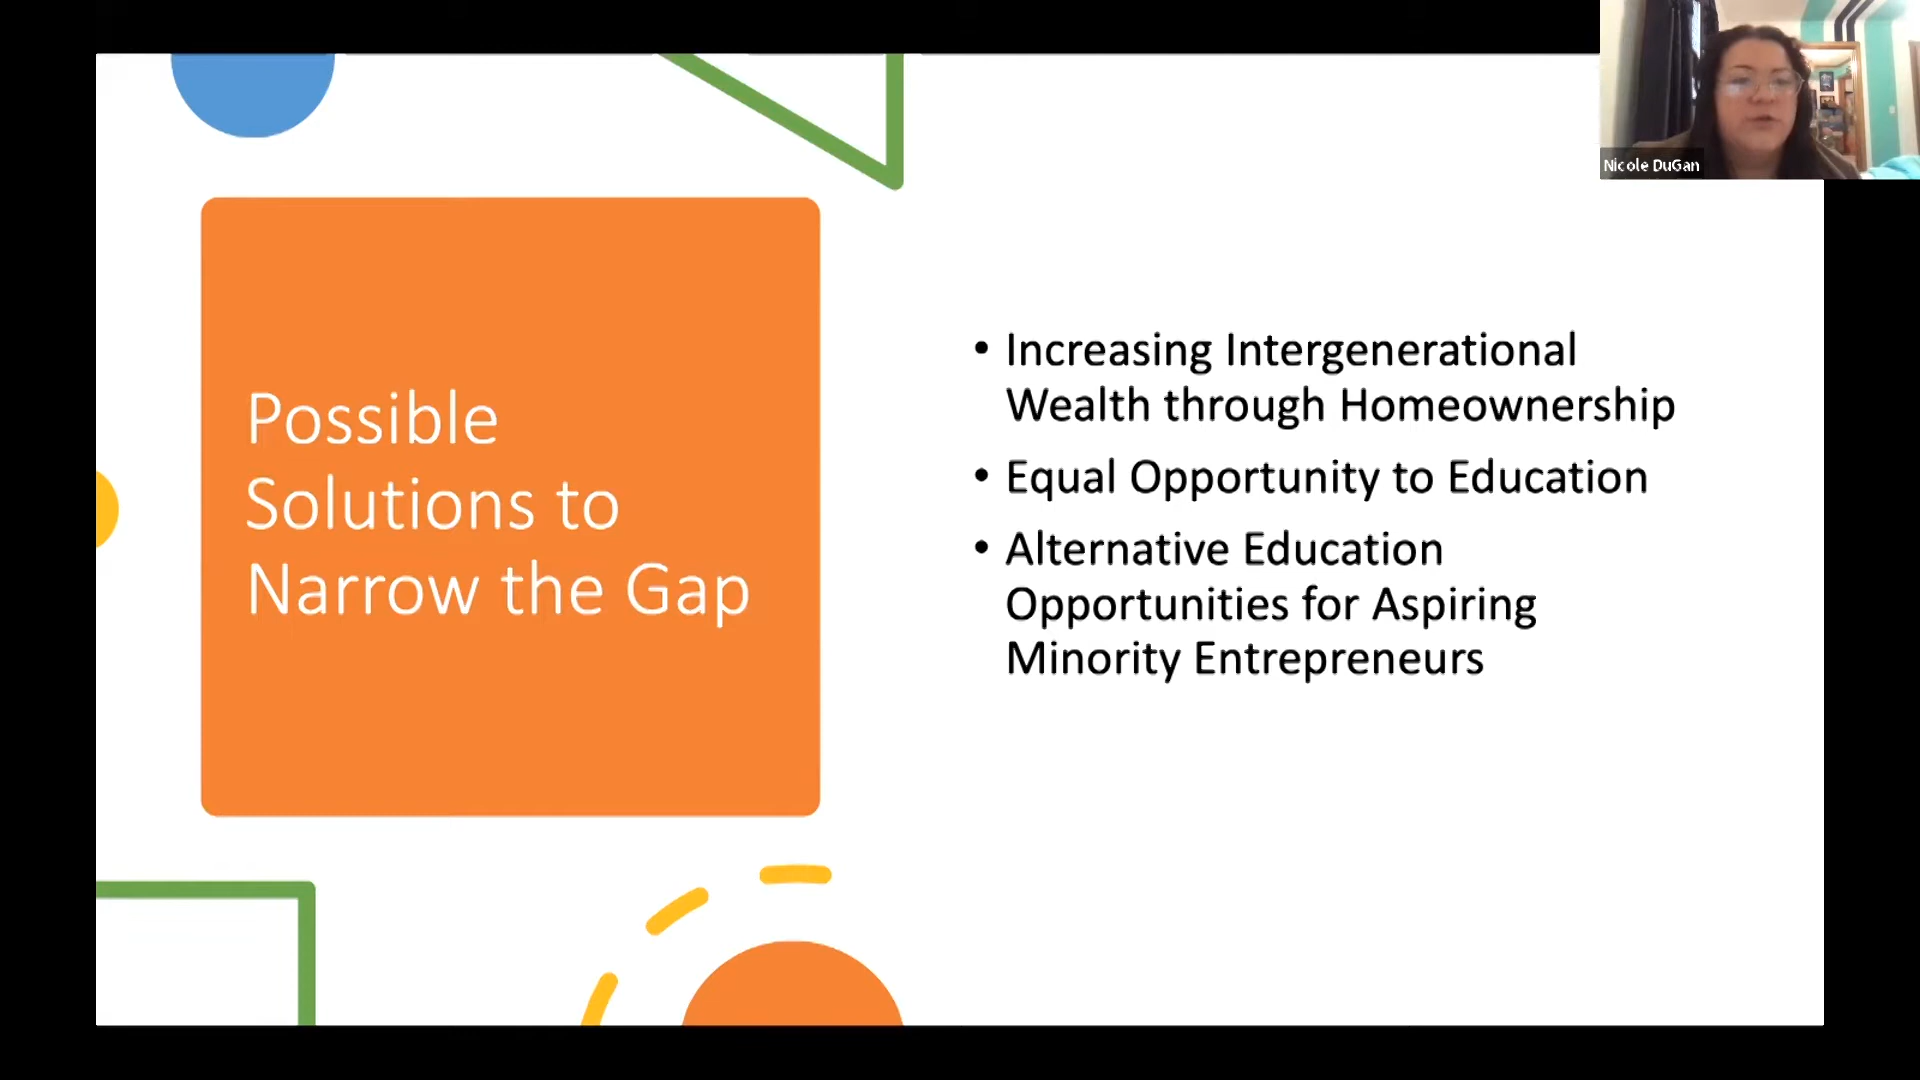 Nicole DuGan
Possible
Solutions to
Narrow the Gap
• Increasing Intergenerational
Wealth through Homeownership
• Equal Opportunity to Education
• Alternative Education
Opportunities for Aspiring
Minority Entrepreneurs